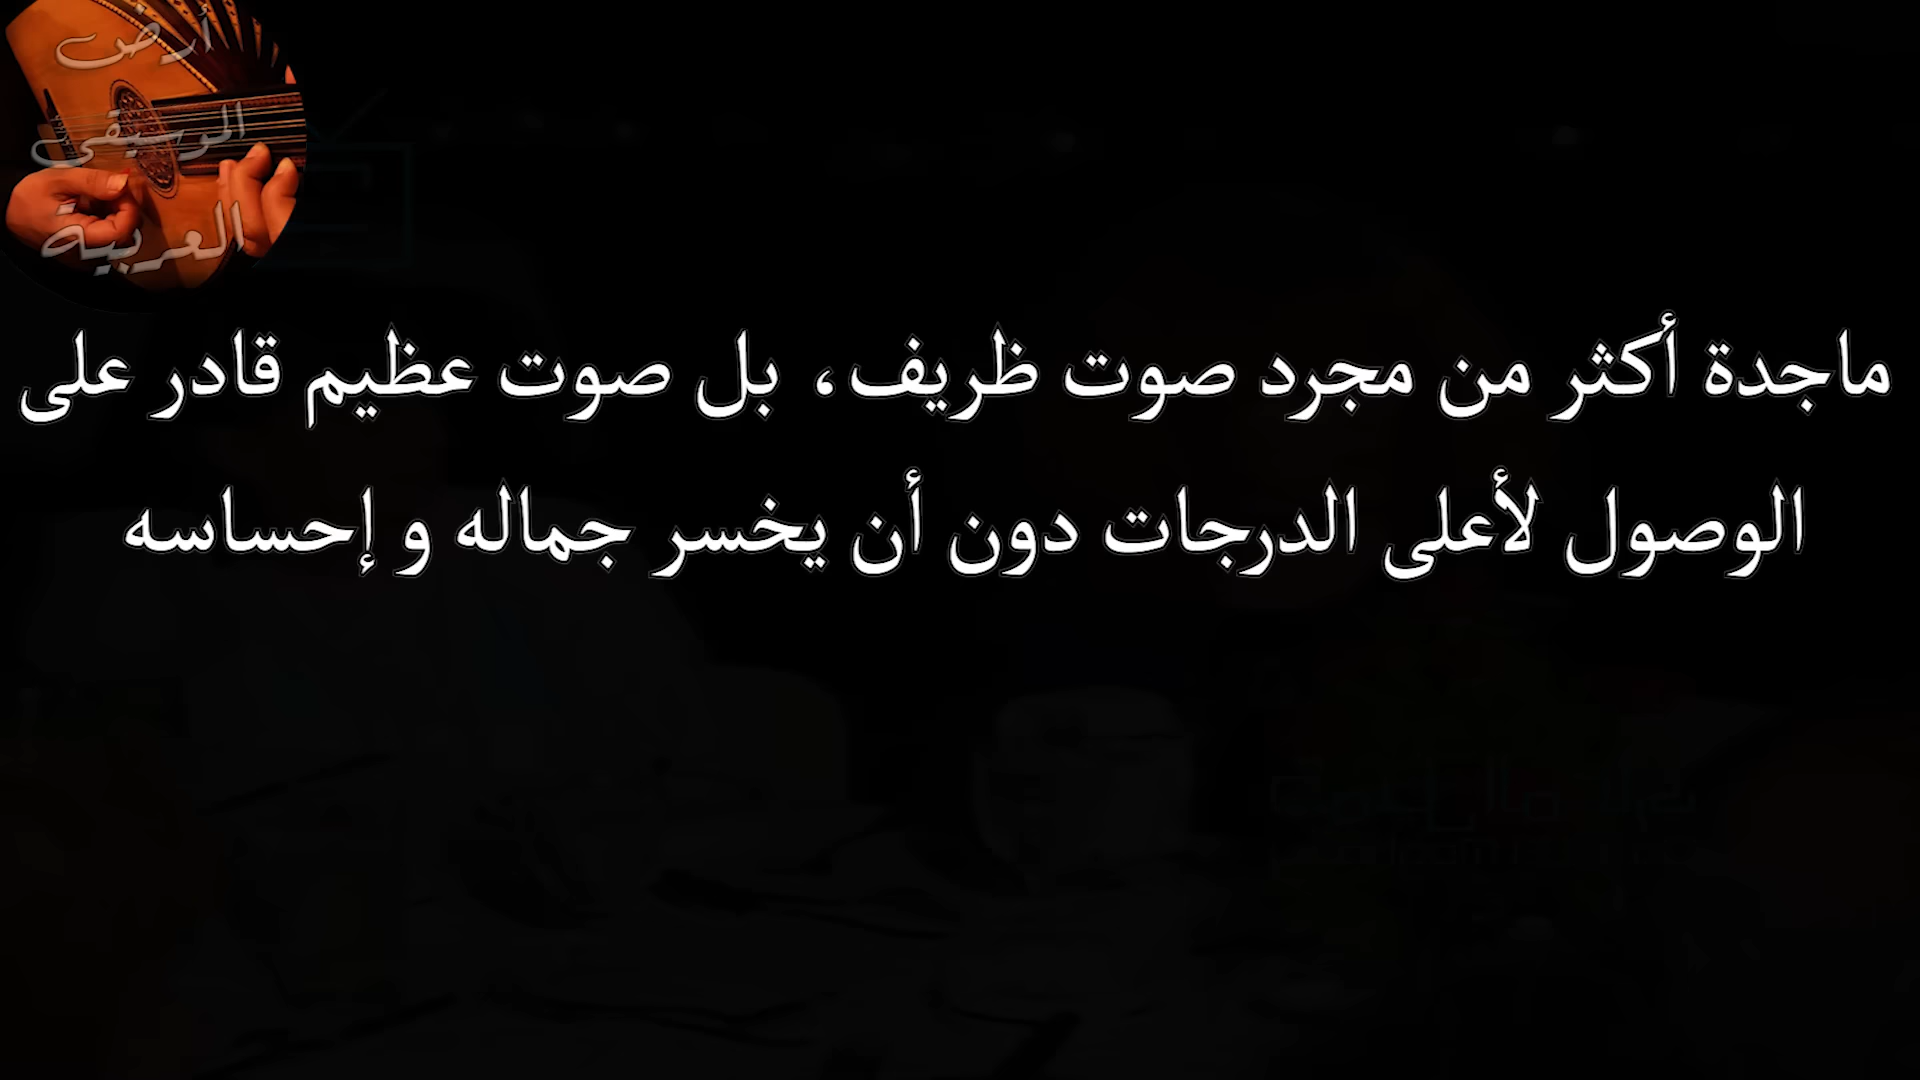 أرض
الموسيقى
العربية
ماجدة أكثر من مجرد صوت ظريف، بل صوت عظيم قادر على
الوصول لأعلى الدرجات دون أن يخسر جماله و إحساسه